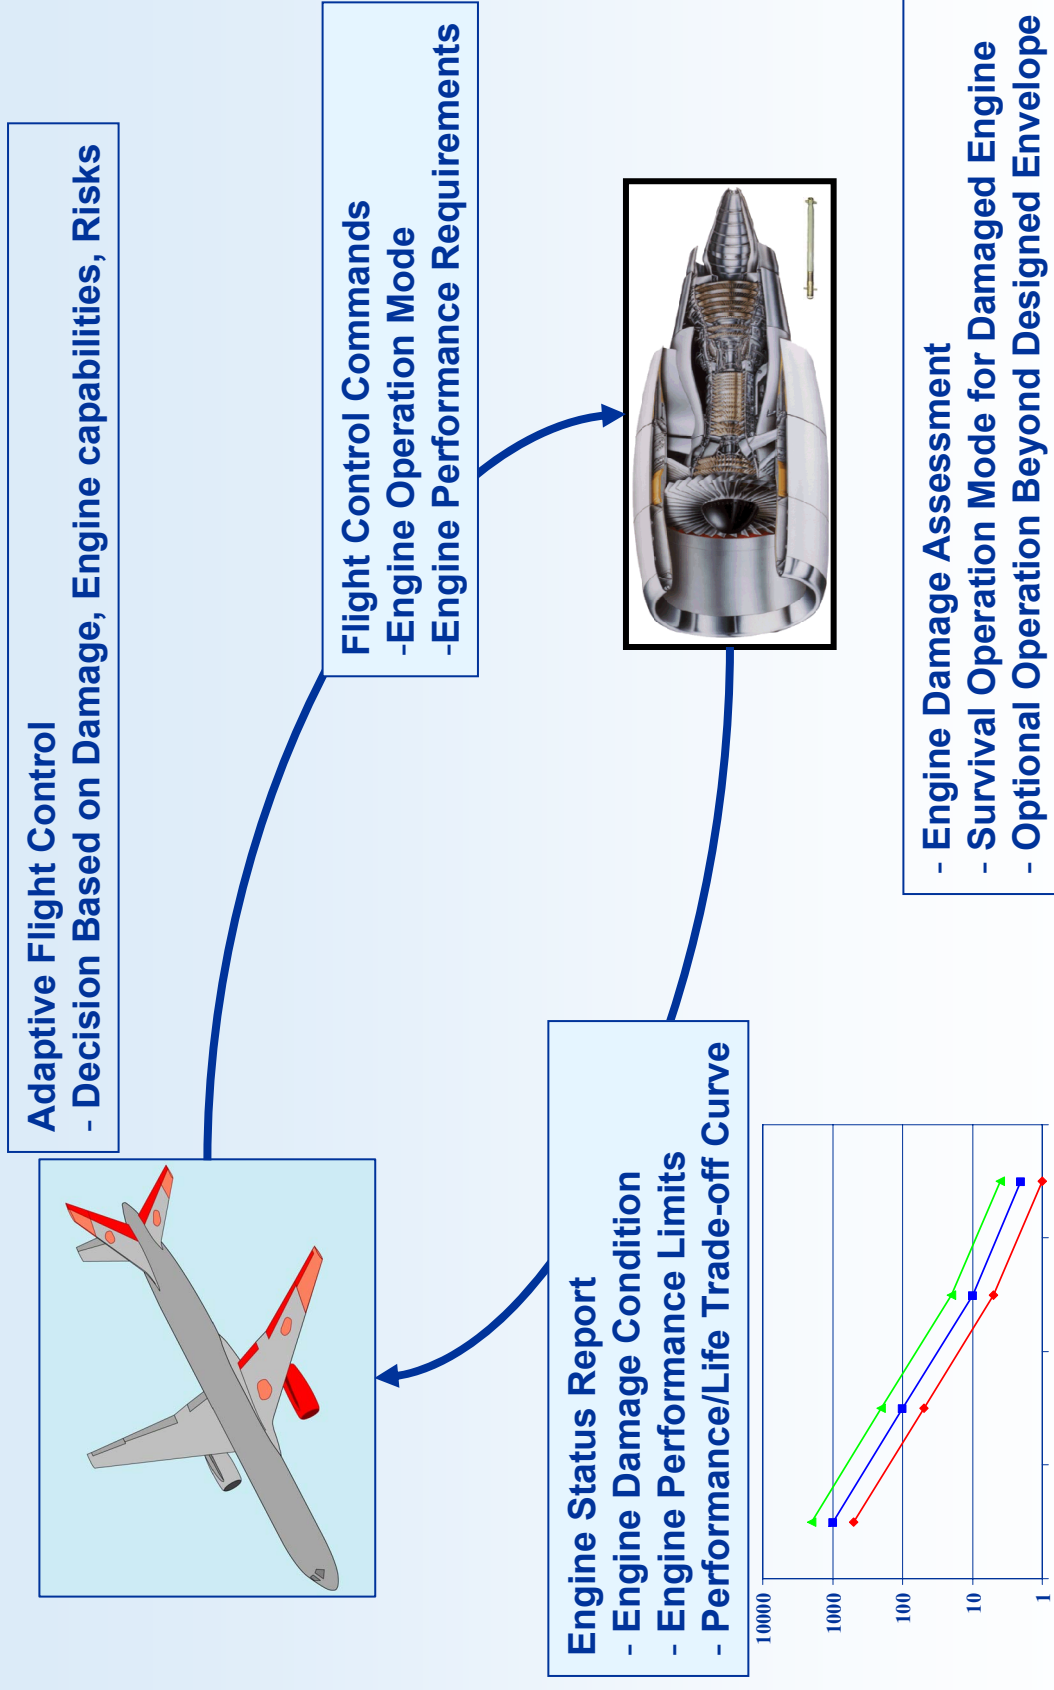 Adaptive Flight Control
- Decision Based on Damage, Engine capabilities, Risks
Flight Control Commands
-Engine Operation Mode
-Engine Performance Requirements
Engine Status Report
- Engine Damage Condition
- Engine Performance Limits
- Performance/Life Trade-off Curve
10000
1000
100
10
1
- Engine Damage Assessment
- Survival Operation Mode for Damaged Engine
- Optional Operation Beyond Designed Envelope